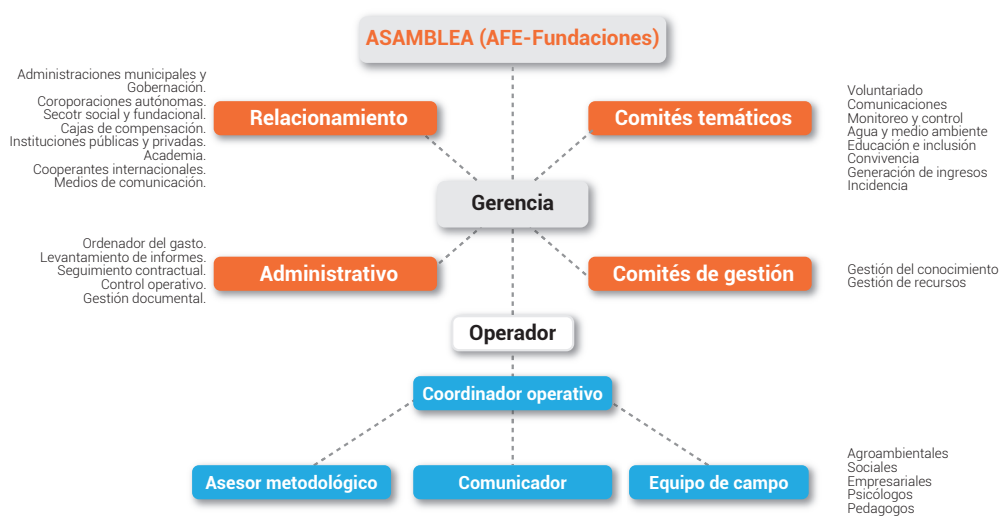 ASAMBLEA (AFE-Fundaciones)
Administraciones municipales y
Gobernación.
Coroporaciones autónomas.
Secotr social y fundacional.
Cajas de compensación.
Instituciones públicas y privadas.
Academia.
Cooperantes internacionales.
Medios de comunicación.
Relacionamiento
Comités temáticos
Voluntariado
Comunicaciones
Monitoreo y control
Agua y medio ambiente
Educación e inclusión
Convivencia
Generación de ingresos
Incidencia
Gerencia
Ordenador del gasto.
Levantamiento de informes.
Seguimiento contractual.
Control operativo.
Gestión documental.
Administrativo
Comités de gestión
Gestión del conocimiento
Gestión de recursos
Operador
Coordinador operativo
Asesor metodológico
Comunicador
Equipo de campo
Agroambientales
Sociales
Empresariales
Psicólogos
Pedagogos